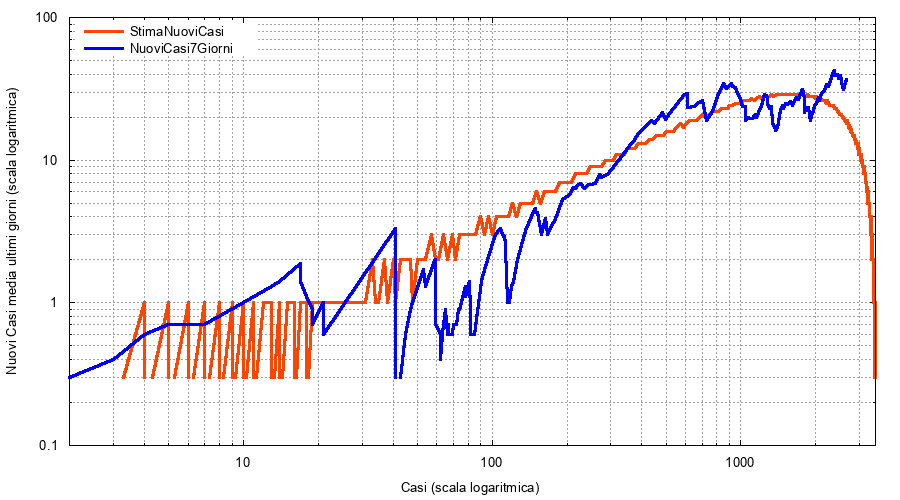 100
StimaNuoviCasi
NuoviCasi7Giorni
10
1
0.1
Nuovi Casi media ultimi giorni (scala logaritmica)
10
100
1000
Casi (scala logaritmica)